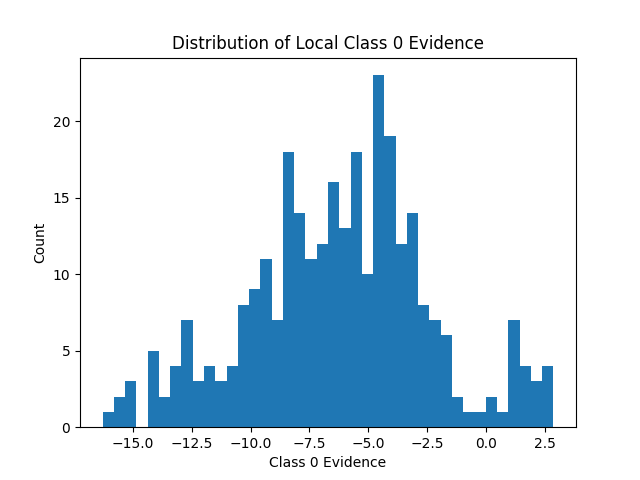 Distribution of Local Class 0 Evidence
20
15
10
5
0
Count
−15.0 −12.5 −10.0 −7.5 −5.0 −2.5 0.0 2.5
Class 0 Evidence